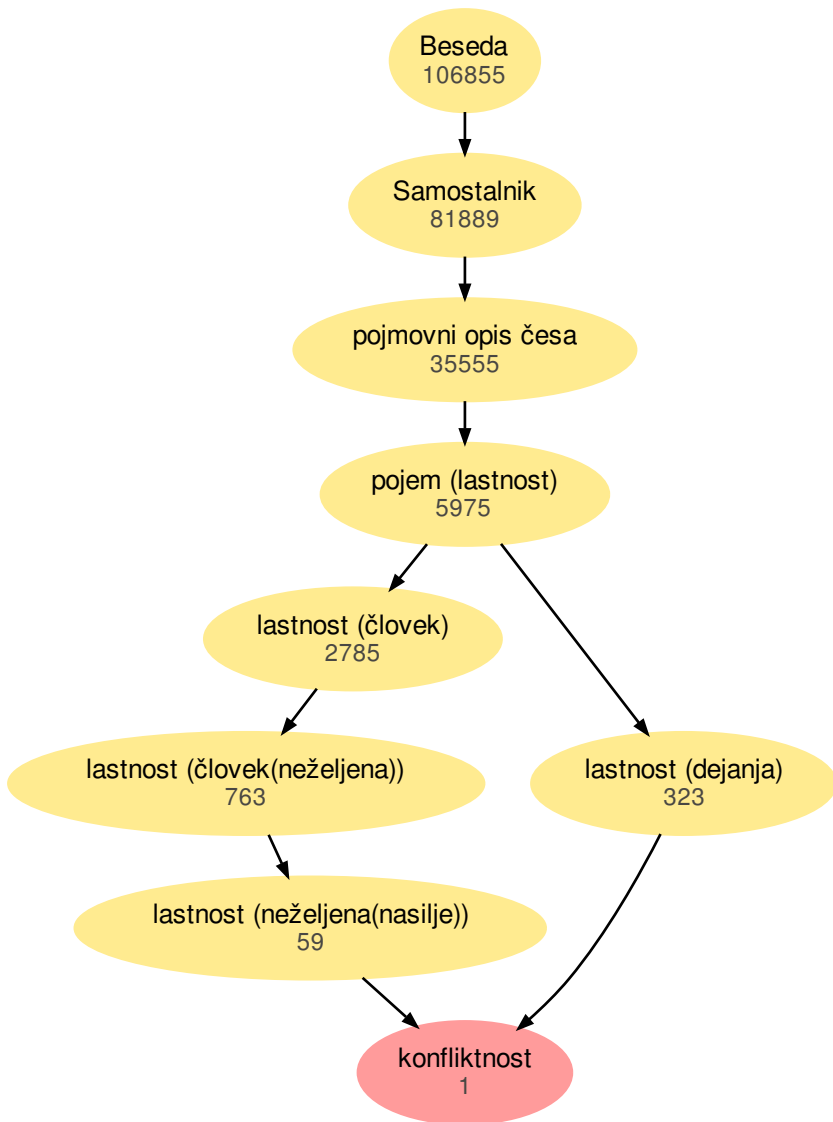 Beseda
106855
Samostalnik
81889
pojmovni opis česa
35555
pojem (lastnost)
5975
lastnost (človek)
2785
lastnost (človek(neželjena))
763
lastnost (dejanja)
323
lastnost (neželjena(nasilje))
59
konfliktnost
1